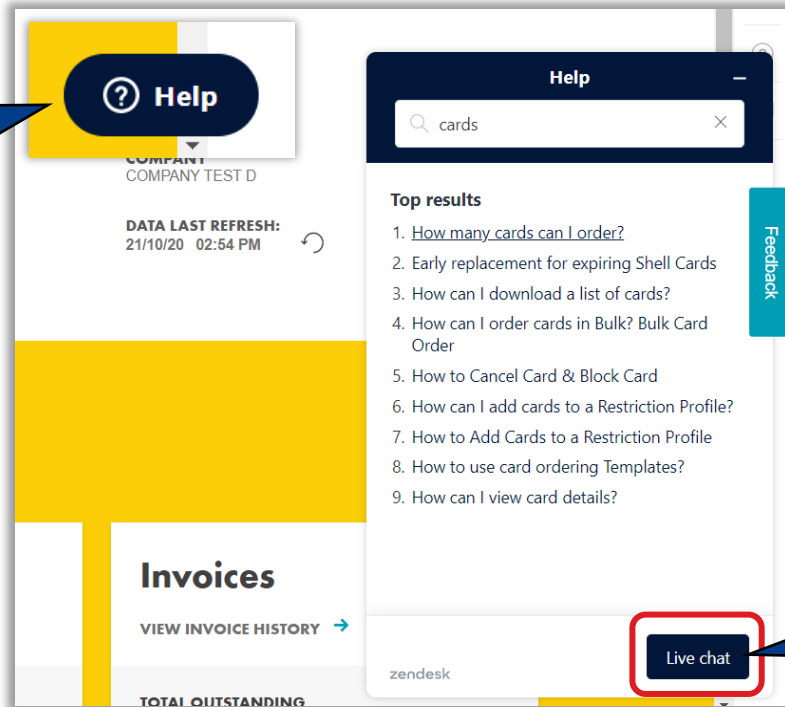 Help
COMPANY
COMPANY TEST D
DATA LAST REFRESH:
21/10/20 02:54 PM
Invoices
VIEW INVOICE HISTORY
TOTAL OUTSTANDING
Help
cards
Top results
1. How many cards can I order?
2. Early replacement for expiring Shell Cards
3. How can I download a list of cards?
4. How can I order cards in Bulk? Bulk Card
Order
5. How to Cancel Card & Block Card
6. How can I add cards to a Restriction Profile?
7. How to Add Cards to a Restriction Profile
8. How to use card ordering Templates?
9. How can I view card details?
zendesk
Live chat
Feedback